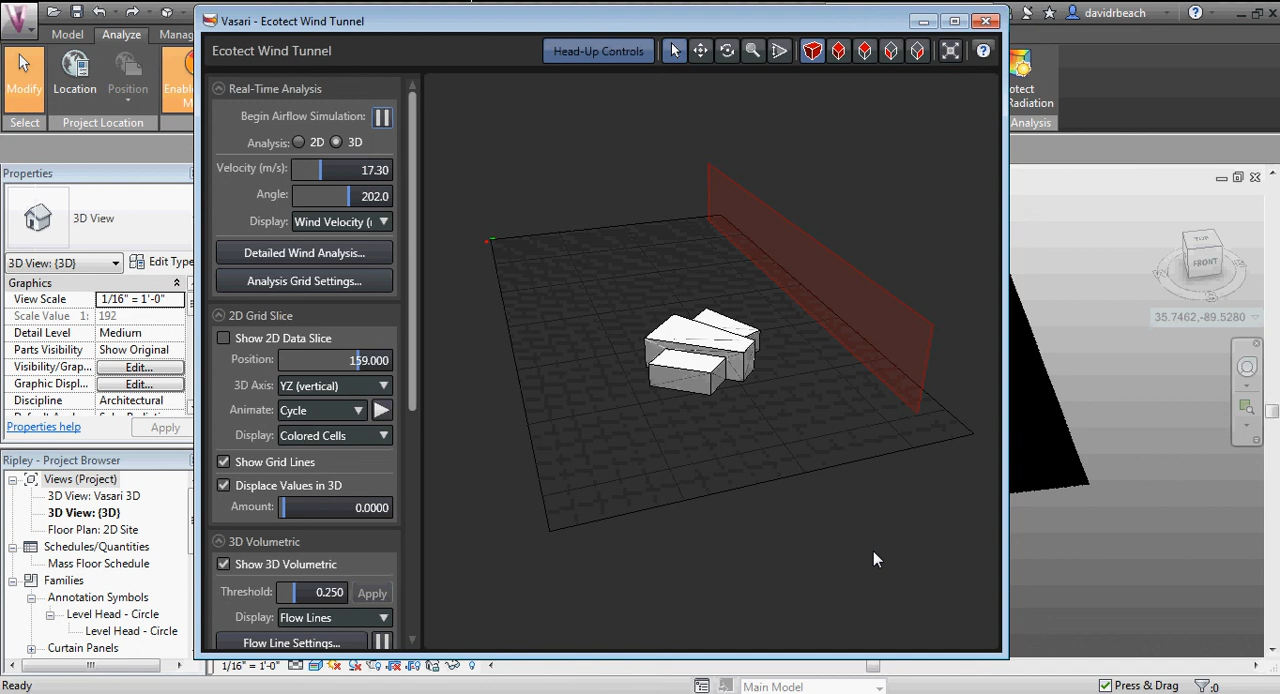 Vasari - Ecotect Wind Tunnel
davidrbeach
Model Analyze Manag
Ecotect Wind Tunnel
Head-Up Controls
Modify
Location
Position
Enable
M
Select
Project Location
otect
Radiation
Analysis
Real-Time Analysis
Begin Airflow Simulation:
Analysis: 2D 3D
Velocity (m/s): 17.30
Angle: 202.0
Display: Wind Velocity (
Detailed Wind Analysis...
Analysis Grid Settings...
2D Grid Slice
Show 2D Data Slice
Position: 159.000
3D Axis: YZ (vertical)
Animate: Cycle
Display: Colored Cells
Show Grid Lines
Displace Values in 3D
Amount: 0.0000
3D Volumetric
Show 3D Volumetric
Threshold: 0.250 Apply
Display: Flow Lines
Flow Line Settings...
Properties
3D View
3D View: {3D}
Edit Type
Graphics
View Scale 1/16" = 1'-0"
Scale Value 1: 192
Detail Level Medium
Parts Visibility Show Original
Visibility/Grap... Edit...
Graphic Displ... Edit...
Discipline Architectural
Properties help
Apply
Ripley - Project Browser
Views (Project)
3D View: Vasari 3D
3D View: {3D}
Floor Plan: 2D Site
Schedules/Quantities
Mass Floor Schedule
Families
Annotation Symbols
Level Head - Circle
Level Head - Circle
Curtain Panels
TOP
FRONT
35.7462,-89.5280
1/16" = 1'-0"
Ready
Main Model
Press & Drag
:0